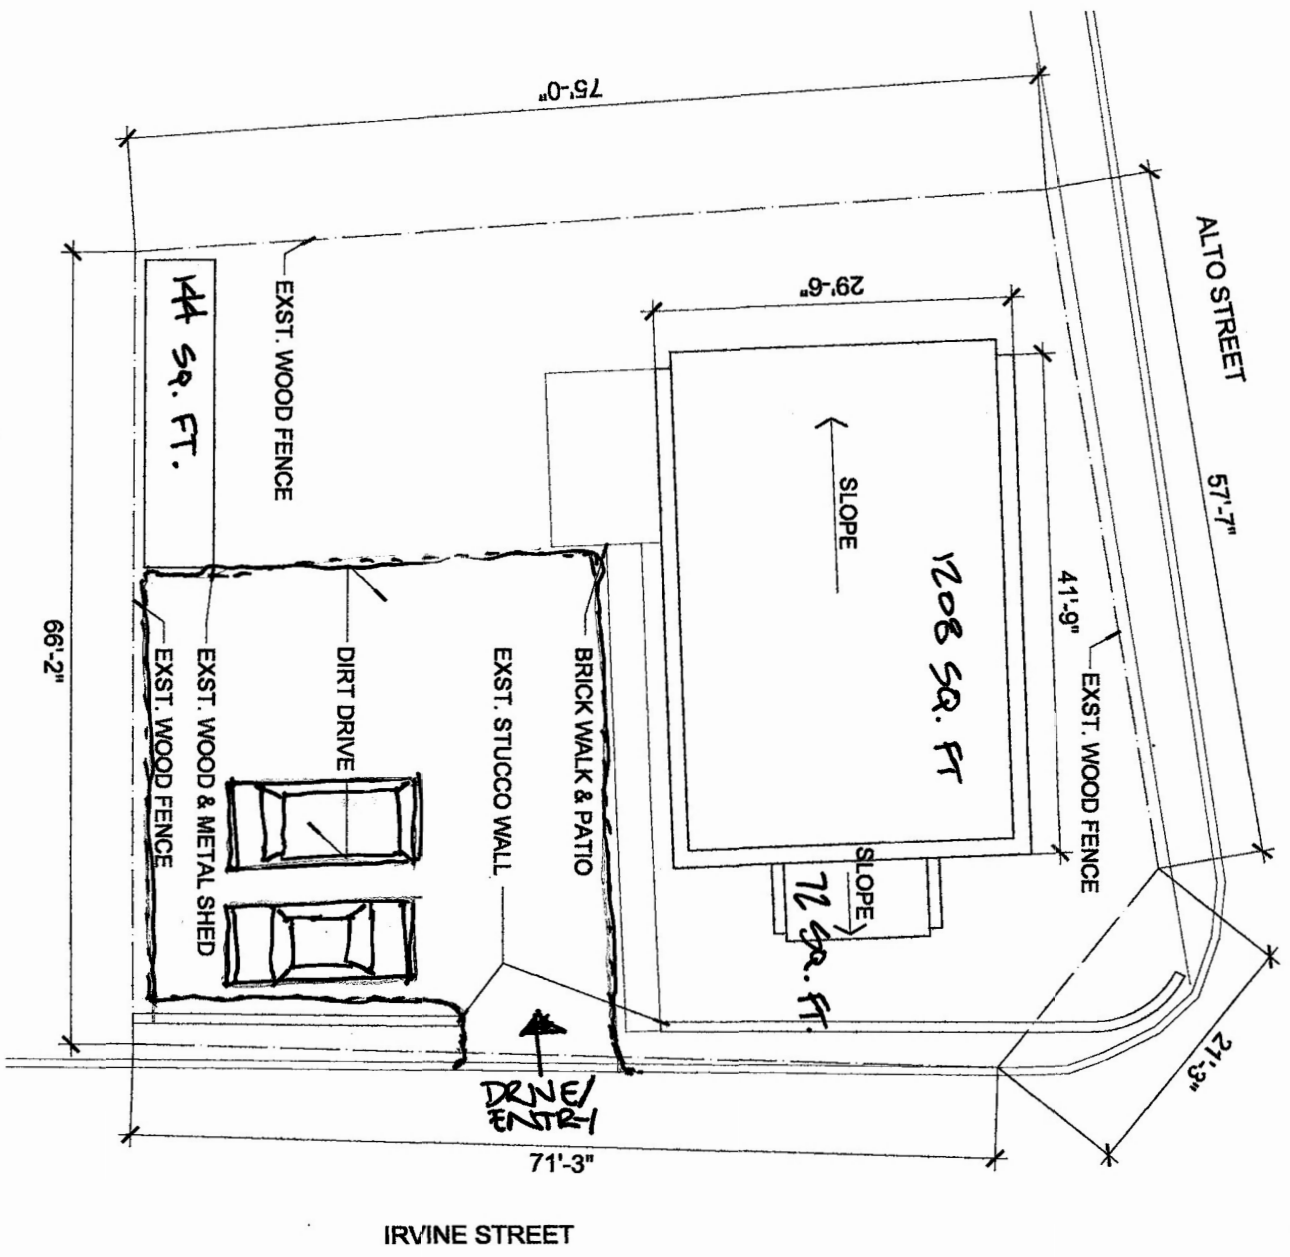 75'-0"
ALTO STREET
57'-7"
29'-6"
41'-9"
EXST. WOOD FENCE
144 SQ. FT.
SLOPE
1208 SQ. FT
EXST. WOOD FENCE
66'-2"
EXST. WOOD FENCE
EXST. WOOD & METAL SHED
DIRT DRIVE
EXST. STUCCO WALL
BRICK WALK & PATIO
SLOPE
72 SQ. FT.
21'-3"
DRIVE/
ENTRY
71'-3"
IRVINE STREET